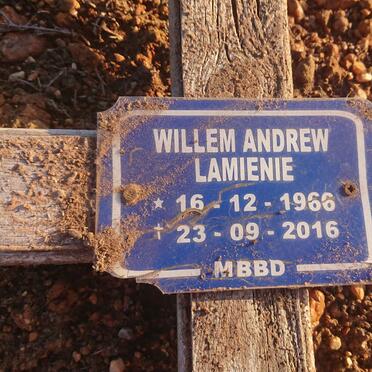 WILLEM ANDREW
LAMIENIE
* 16 - 12 - 1966
† 23 - 09 - 2016
MBBD